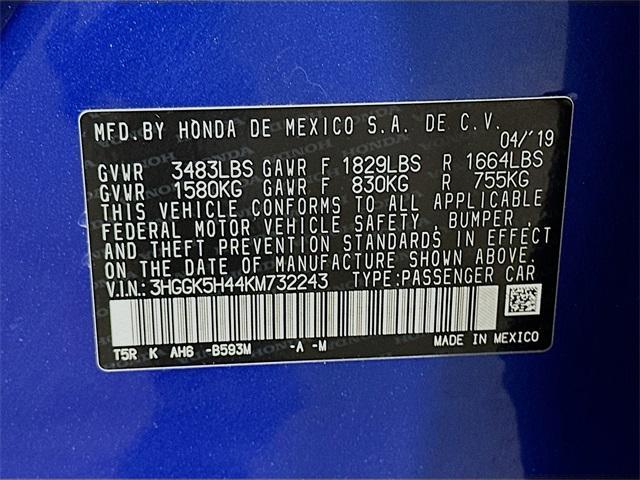 MFD. BY HONDA DE MEXICO S.A. DE C.V.
04/'19
GVWR 3483LBS GAWR F 1829LBS R 1664LBS
GVWR 1580KG GAWR F 830KG R 755KG
THIS VEHICLE CONFORMS TO ALL APPLICABLE
FEDERAL MOTOR VEHICLE SAFETY, BUMPER,
AND THEFT PREVENTION STANDARDS IN EFFECT
ON THE DATE OF MANUFACTURE SHOWN ABOVE.
V.I.N.: 3HGGK5H44KM732243 TYPE: PASSENGER CAR
T5R K AH6 -B593M -A -M MADE IN MEXICO